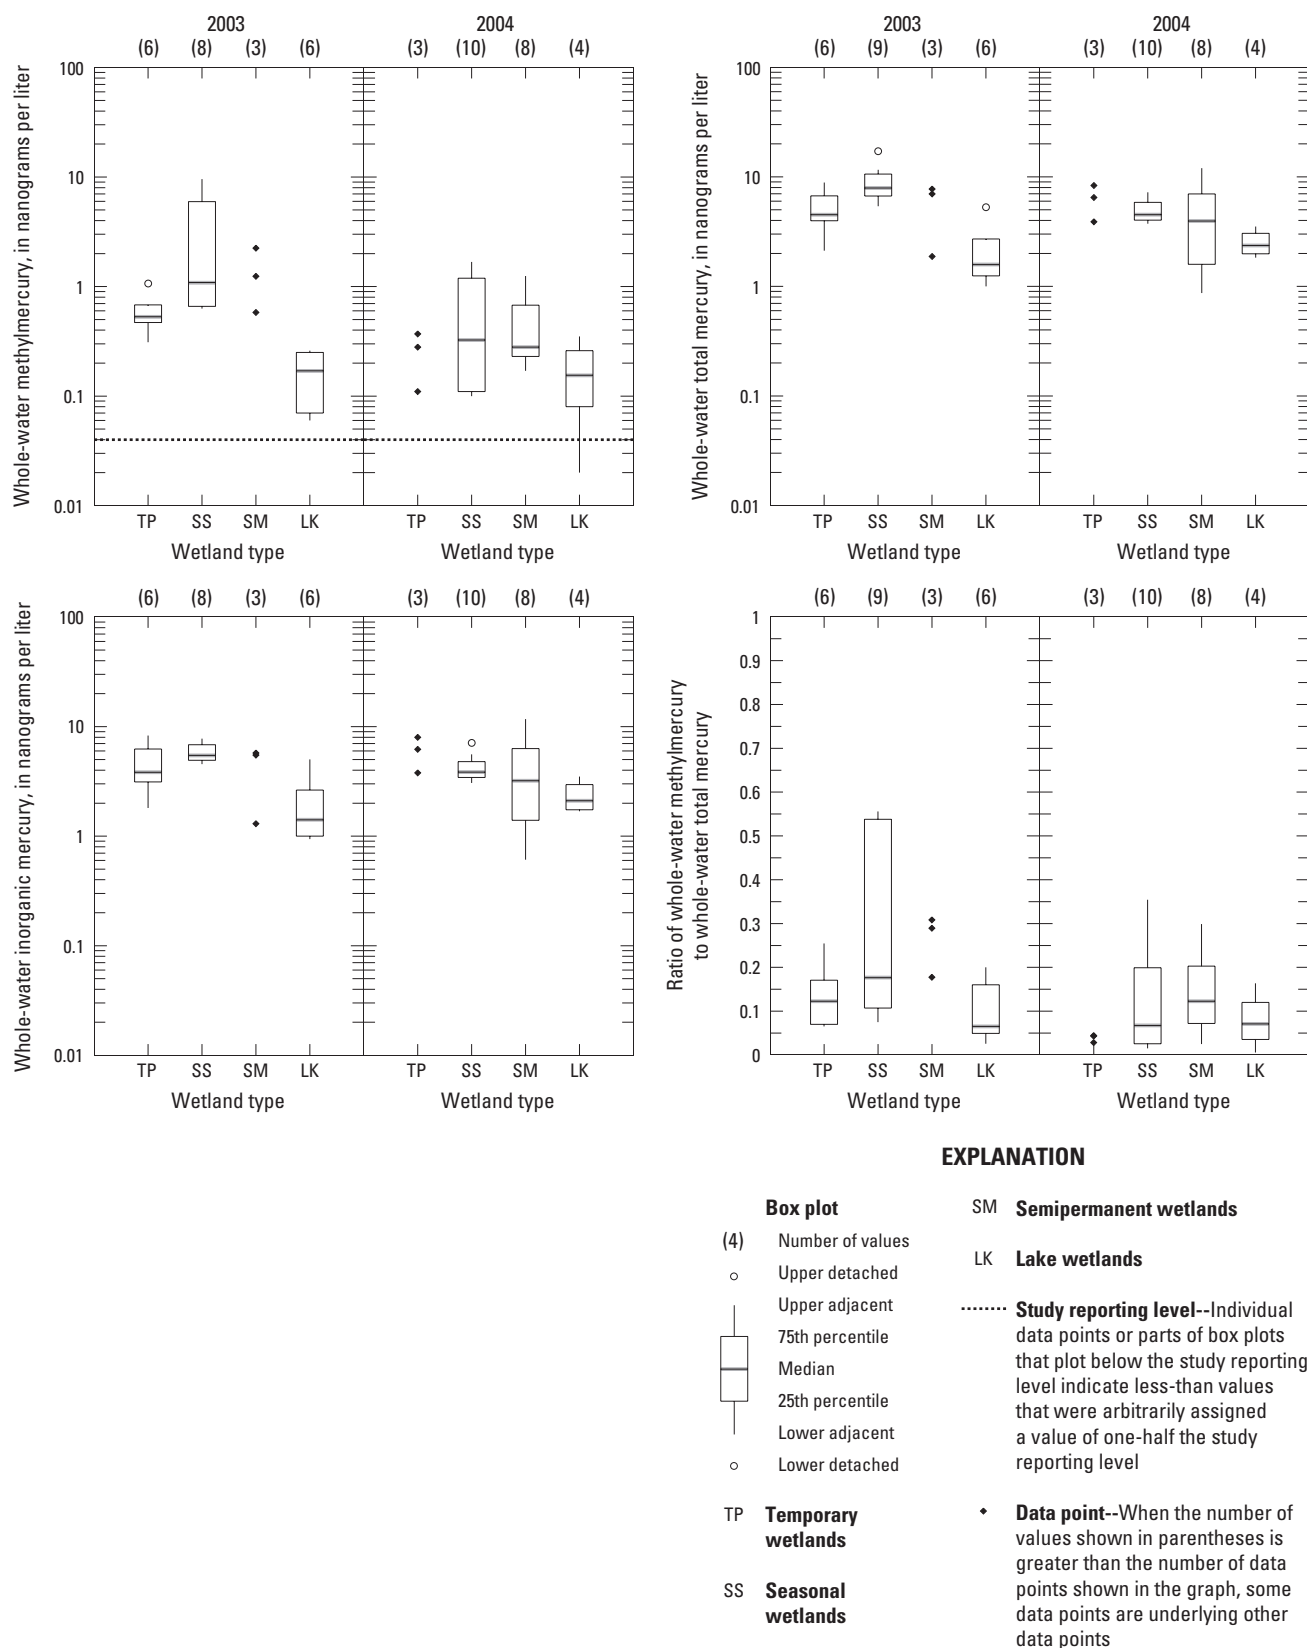 2003
2004
(6) (8) (3) (6) (3) (10) (8) (4)
Whole-water methylmercury, in nanograms per liter
100
10
1
0.1
0.01
TP SS SM LK TP SS SM LK
Wetland type Wetland type
2003
2004
(6) (9) (3) (6) (3) (10) (8) (4)
Whole-water total mercury, in nanograms per liter
100
10
1
0.1
0.01
TP SS SM LK TP SS SM LK
Wetland type Wetland type
(6) (8) (3) (6) (3) (10) (8) (4)
Whole-water inorganic mercury, in nanograms per liter
100
10
1
0.1
0.01
TP SS SM LK TP SS SM LK
Wetland type Wetland type
(6) (9) (3) (6) (3) (10) (8) (4)
Ratio of whole-water methylmercury
to whole-water total mercury
1
0.9
0.8
0.7
0.6
0.5
0.4
0.3
0.2
0.1
0
TP SS SM LK TP SS SM LK
Wetland type Wetland type
EXPLANATION
Box plot
(4) Number of values
Upper detached
Upper adjacent
75th percentile
Median
25th percentile
Lower adjacent
Lower detached
TP Temporary
wetlands
SS Seasonal
wetlands
SM Semipermanent wetlands
LK Lake wetlands
Study reporting level--Individual
data points or parts of box plots
that plot below the study reporting
level indicate less-than values
that were arbitrarily assigned
a value of one-half the study
reporting level
Data point--When the number of
values shown in parentheses is
greater than the number of data
points shown in the graph, some
data points are underlying other
data points